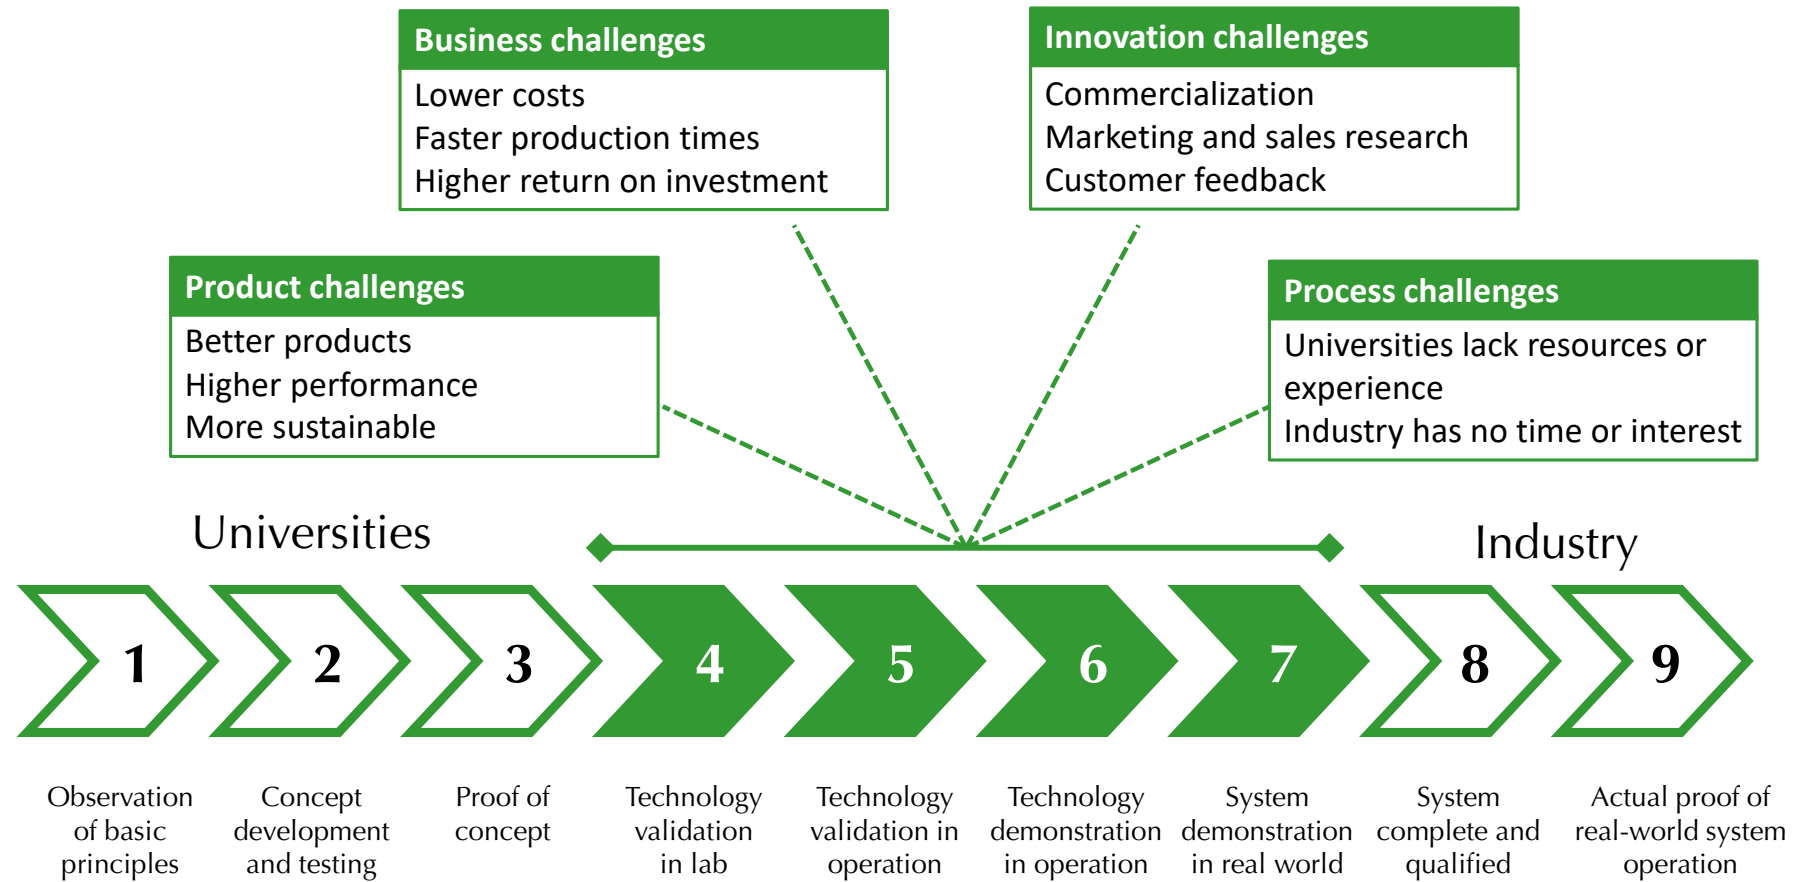 Business challenges
Lower costs
Faster production times
Higher return on investment
Innovation challenges
Commercialization
Marketing and sales research
Customer feedback
Product challenges
Better products
Higher performance
More sustainable
Process challenges
Universities lack resources or
experience
Industry has no time or interest
Universities
Industry
1
2
3
4
5
6
7
8
9
Observation
of basic
principles
Concept
development
and testing
Proof of
concept
Technology
validation
in lab
Technology
validation in
operation
Technology
demonstration
in operation
System
demonstration
in real world
System
complete and
qualified
Actual proof of
real-world system
operation